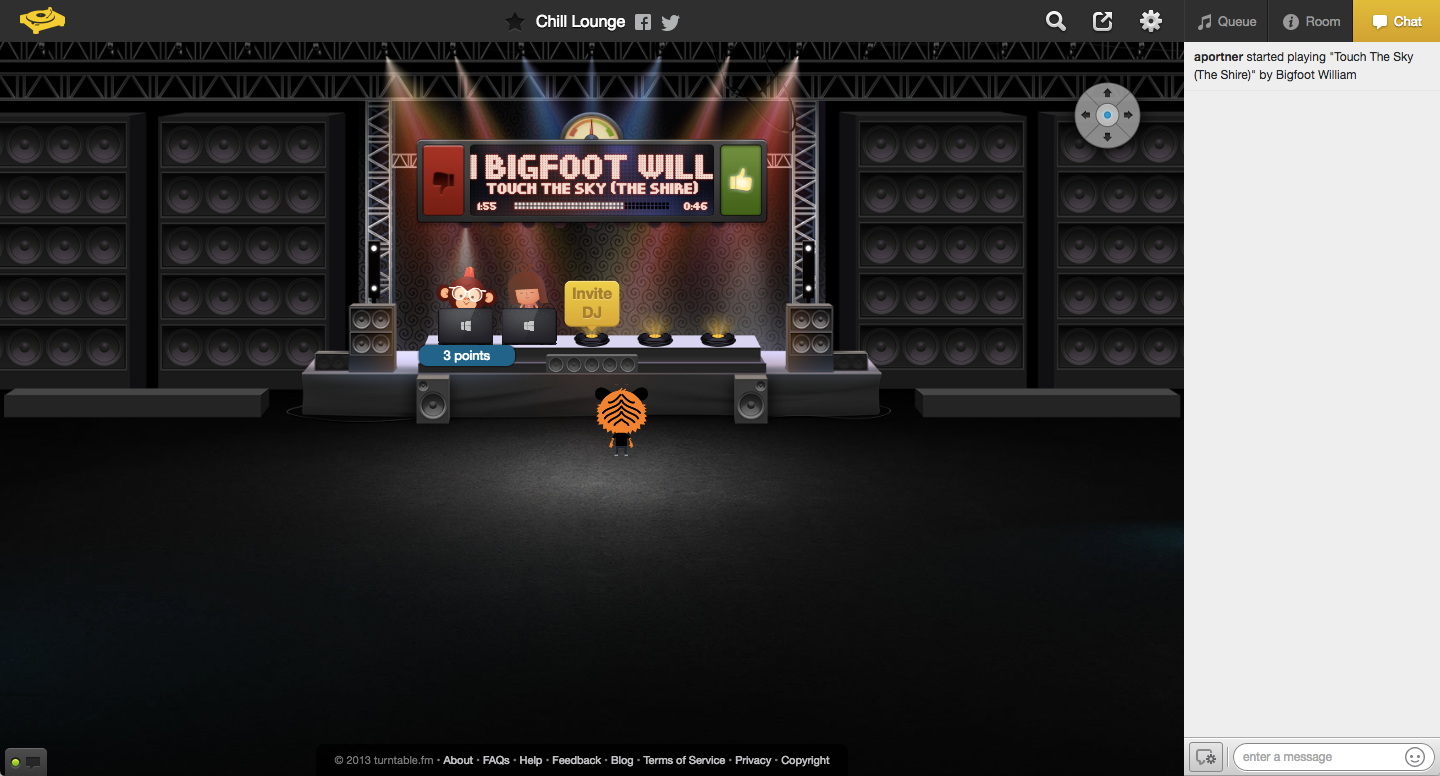 Chill Lounge
Queue
Room
Chat
aportner started playing "Touch The Sky
(The Shire)" by Bigfoot William
BIGFOOT WILL
TOUCH THE SKY (THE SHIRE)
1:55
0:46
Invite
DJ
3 points
© 2013 turntable.fm • About • FAQs • Help • Feedback • Blog • Terms of Service • Privacy • Copyright
enter a message